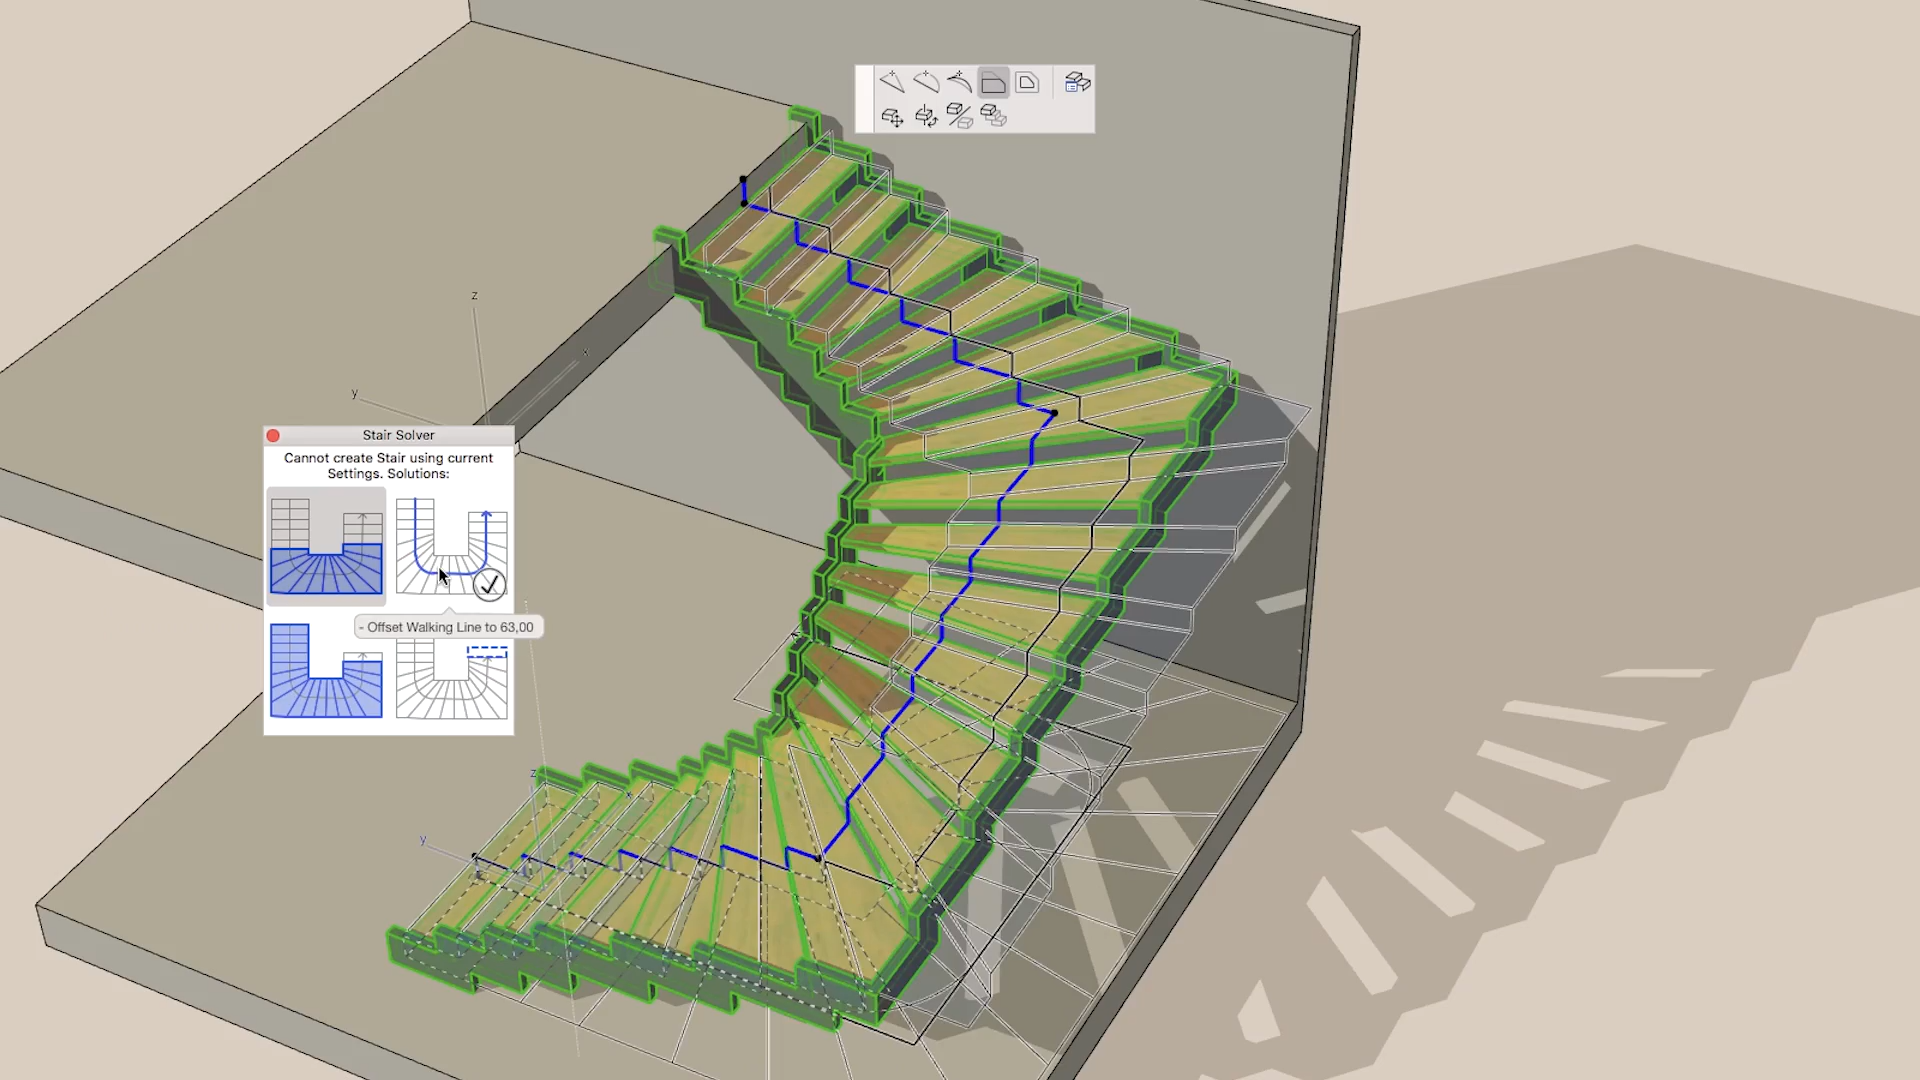 z
y
x
Stair Solver
Cannot create Stair using current
Settings. Solutions:
- Offset Walking Line to 63,00
z
x
y